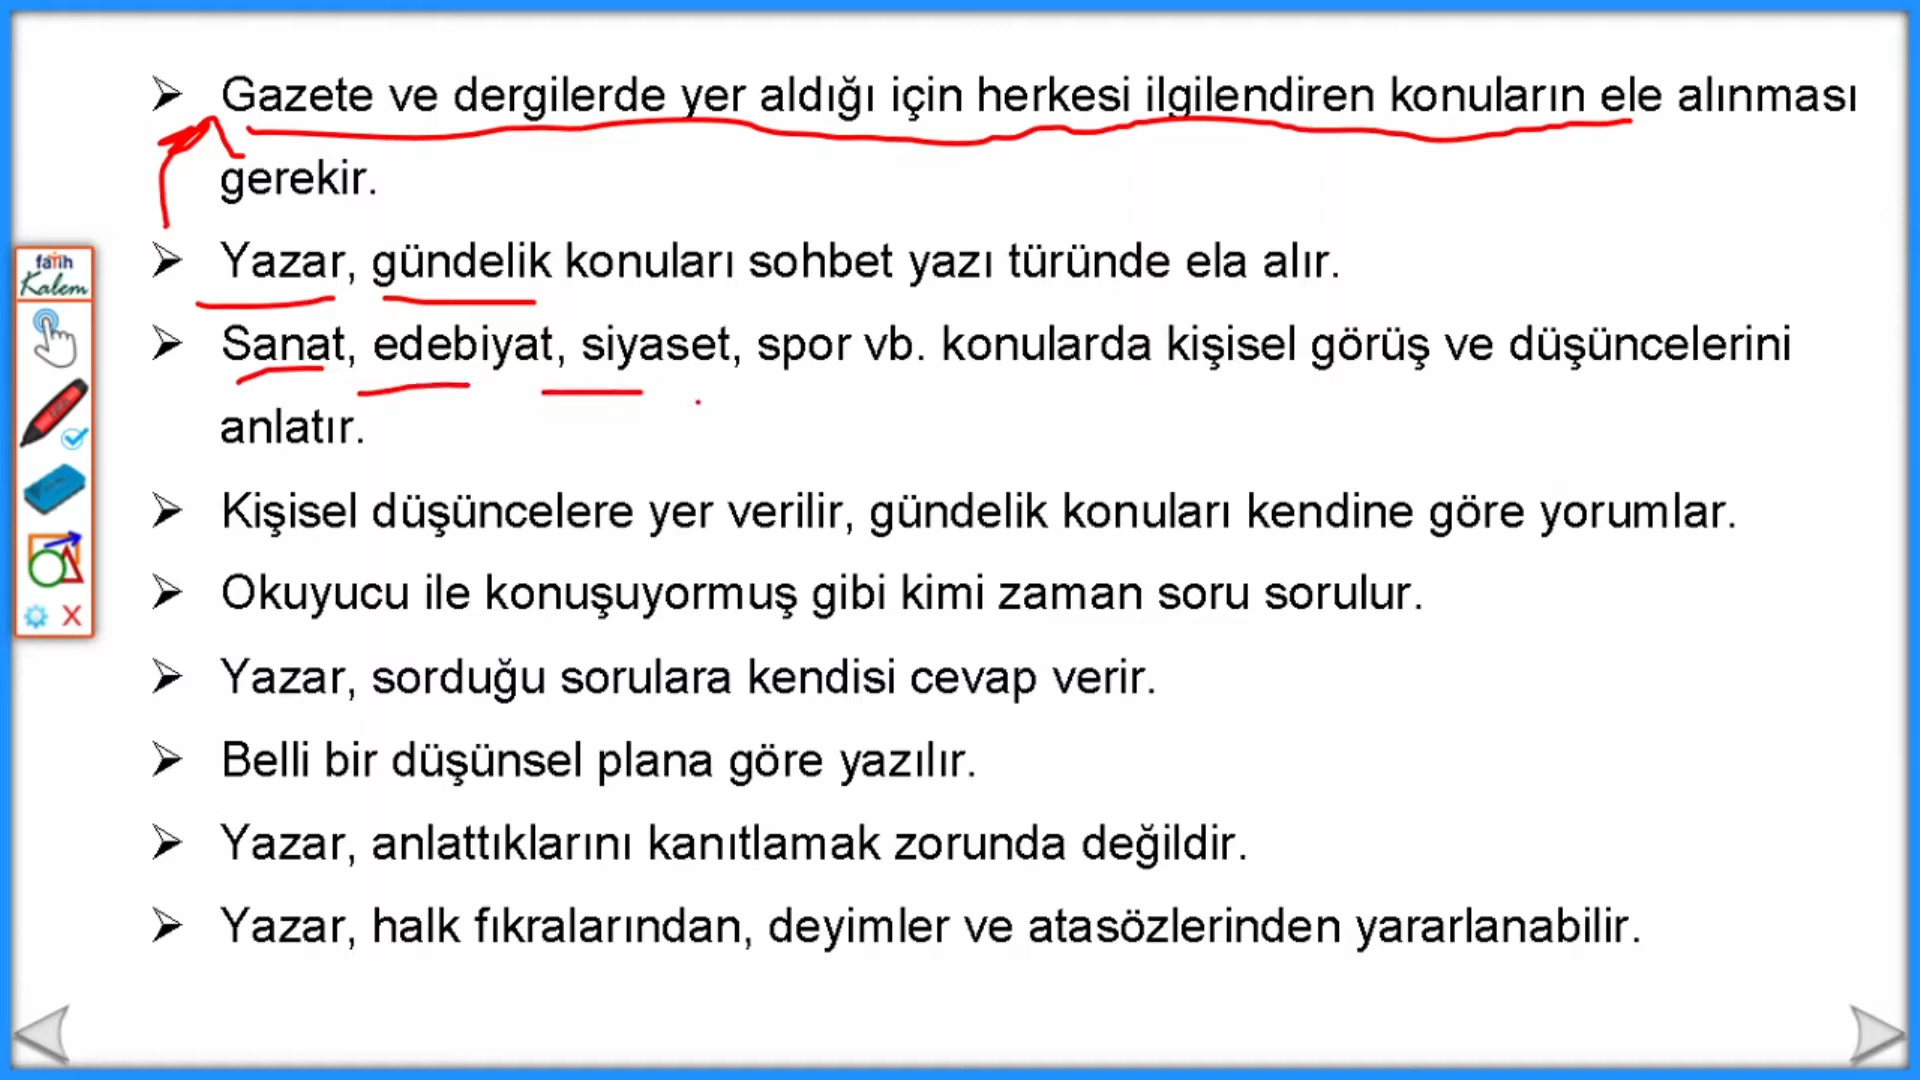 Gazete ve dergilerde yer aldığı için herkesi ilgilendiren konuların ele alınması
gerekir.
Yazar, gündelik konuları sohbet yazı türünde ela alır.
Sanat, edebiyat, siyaset, spor vb. konularda kişisel görüş ve düşüncelerini
anlatır.
Kişisel düşüncelere yer verilir, gündelik konuları kendine göre yorumlar.
Okuyucu ile konuşuyormuş gibi kimi zaman soru sorulur.
Yazar, sorduğu sorulara kendisi cevap verir.
Belli bir düşünsel plana göre yazılır.
Yazar, anlattıklarını kanıtlamak zorunda değildir.
Yazar, halk fıkralarından, deyimler ve atasözlerinden yararlanabilir.
fatih
Kalem